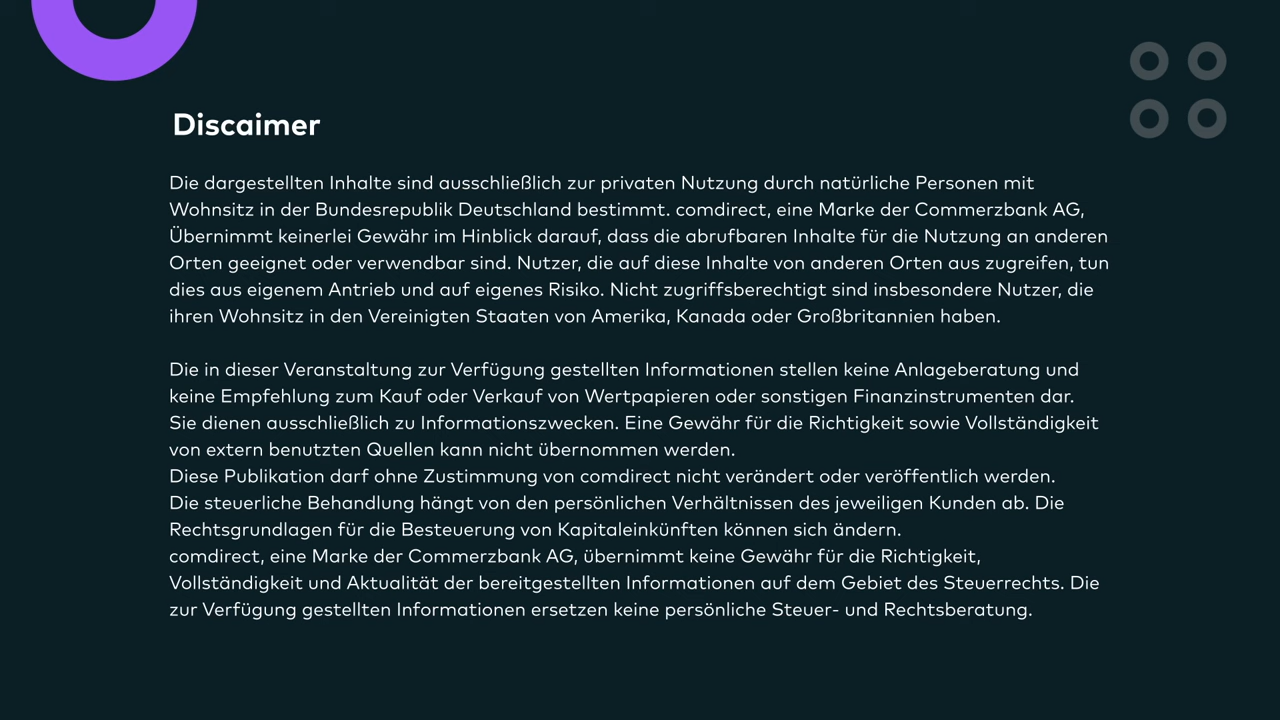 Discaimer
Die dargestellten Inhalte sind ausschließlich zur privaten Nutzung durch natürliche Personen mit
Wohnsitz in der Bundesrepublik Deutschland bestimmt. comdirect, eine Marke der Commerzbank AG,
Übernimmt keinerlei Gewähr im Hinblick darauf, dass die abrufbaren Inhalte für die Nutzung an anderen
Orten geeignet oder verwendbar sind. Nutzer, die auf diese Inhalte von anderen Orten aus zugreifen, tun
dies aus eigenem Antrieb und auf eigenes Risiko. Nicht zugriffsberechtigt sind insbesondere Nutzer, die
ihren Wohnsitz in den Vereinigten Staaten von Amerika, Kanada oder Großbritannien haben.
Die in dieser Veranstaltung zur Verfügung gestellten Informationen stellen keine Anlageberatung und
keine Empfehlung zum Kauf oder Verkauf von Wertpapieren oder sonstigen Finanzinstrumenten dar.
Sie dienen ausschließlich zu Informationszwecken. Eine Gewähr für die Richtigkeit sowie Vollständigkeit
von extern benutzten Quellen kann nicht übernommen werden.
Diese Publikation darf ohne Zustimmung von comdirect nicht verändert oder veröffentlich werden.
Die steuerliche Behandlung hängt von den persönlichen Verhältnissen des jeweiligen Kunden ab. Die
Rechtsgrundlagen für die Besteuerung von Kapitaleinkünften können sich ändern.
comdirect, eine Marke der Commerzbank AG, übernimmt keine Gewähr für die Richtigkeit,
Vollständigkeit und Aktualität der bereitgestellten Informationen auf dem Gebiet des Steuerrechts. Die
zur Verfügung gestellten Informationen ersetzen keine persönliche Steuer- und Rechtsberatung.